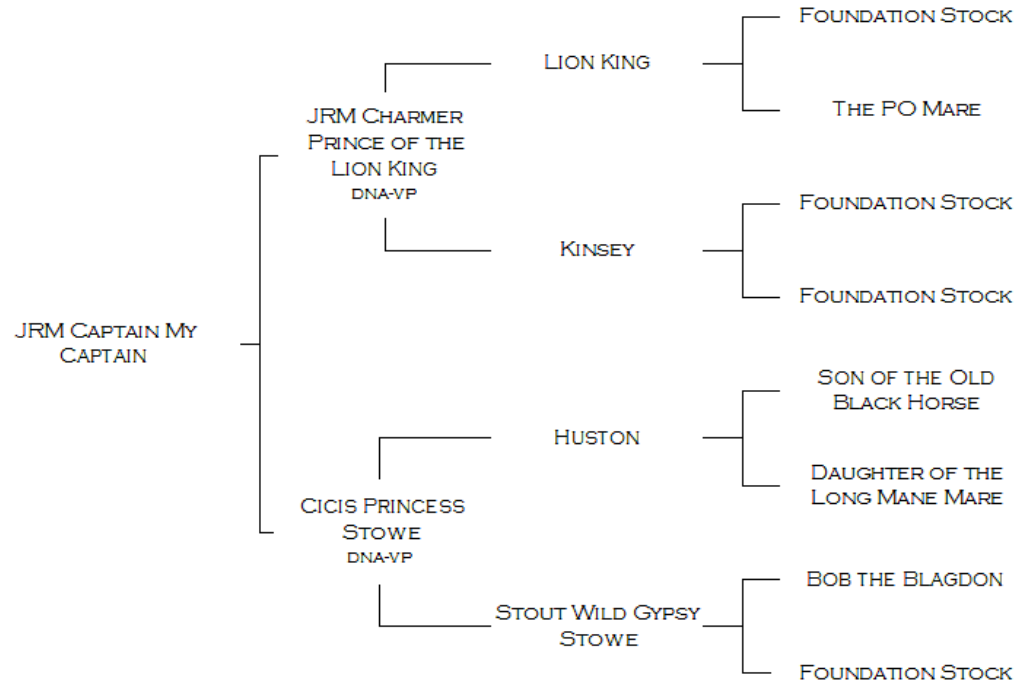 JRM Captain My
Captain
JRM Charmer
Prince of the
Lion King
DNA-VP
Cicis Princess
Stowe
DNA-VP
Lion King
Kinsey
Huston
Stout Wild Gypsy
Stowe
Foundation Stock
The PO Mare
Foundation Stock
Foundation Stock
Son of the Old
Black Horse
Daughter of the
Long Mane Mare
Bob the Blagdon
Foundation Stock